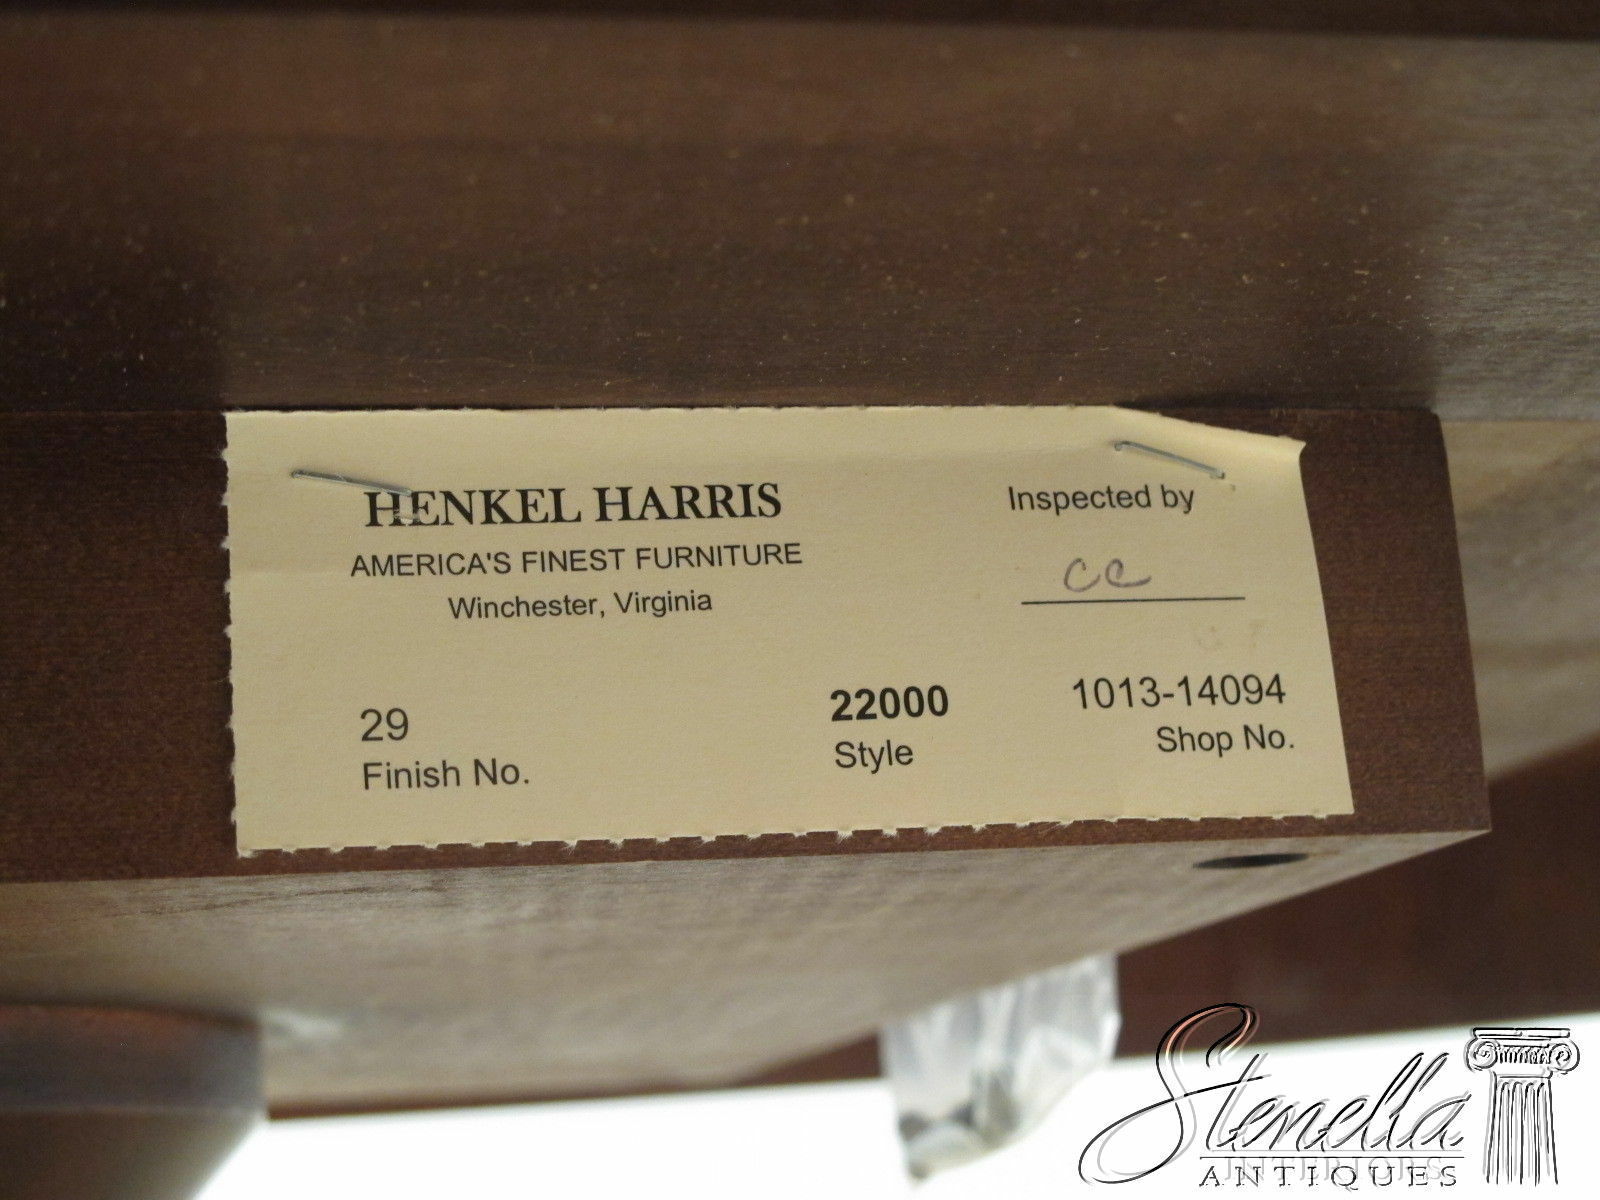 HENKEL HARRIS
AMERICA'S FINEST FURNITURE
Winchester, Virginia
Inspected by
cc
29
Finish No.
22000
Style
1013-14094
Shop No.
Stenella
ANTIQUES